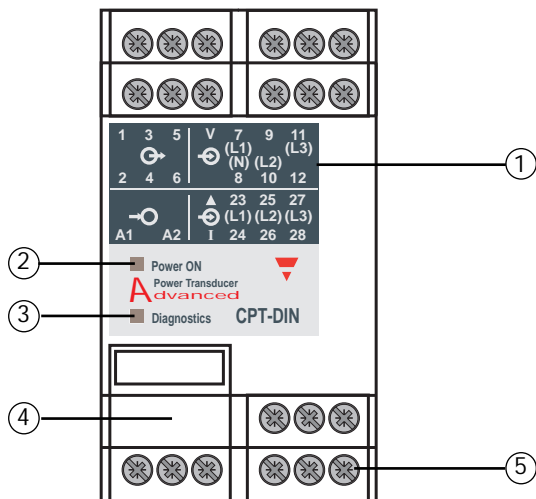 1 3 5 V 7 9 11
(L1) (L3)
(N) (L2)
2 4 6 8 10 12
23 25 27
(L1) (L2) (L3)
A1 A2 I 24 26 28
Power ON
Power Transducer
Advanced
Diagnostics CPT-DIN
1
2
3
4
5